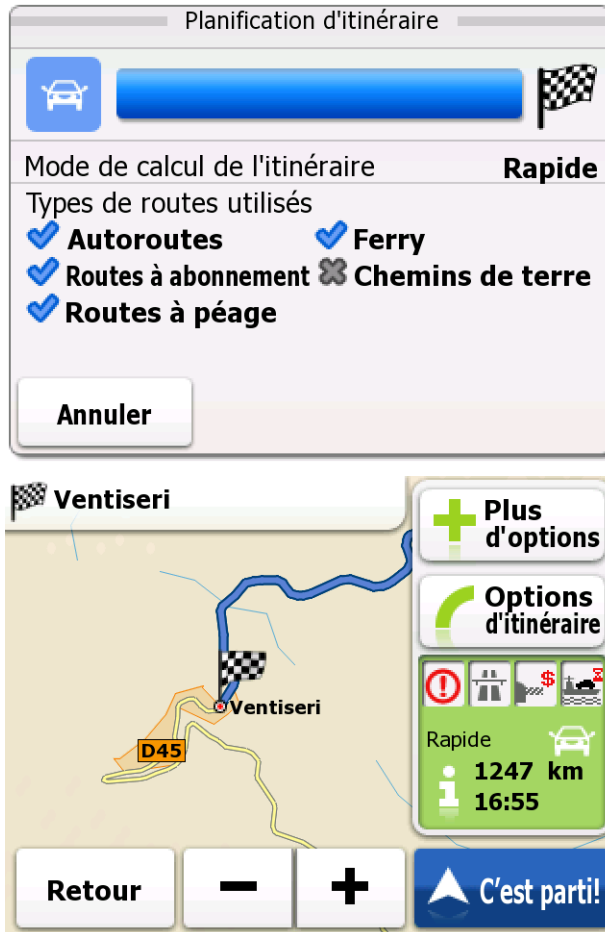 Planification d'itinéraire
Mode de calcul de l'itinéraire Rapide
Types de routes utilisés
Autoroutes Ferry
Routes à abonnement Chemins de terre
Routes à péage
Annuler
Ventiseri
Plus
d'options
Options
d'itinéraire
$
Ventiseri
D45
Rapide
1247 km
16:55
Retour
− +
C'est parti!